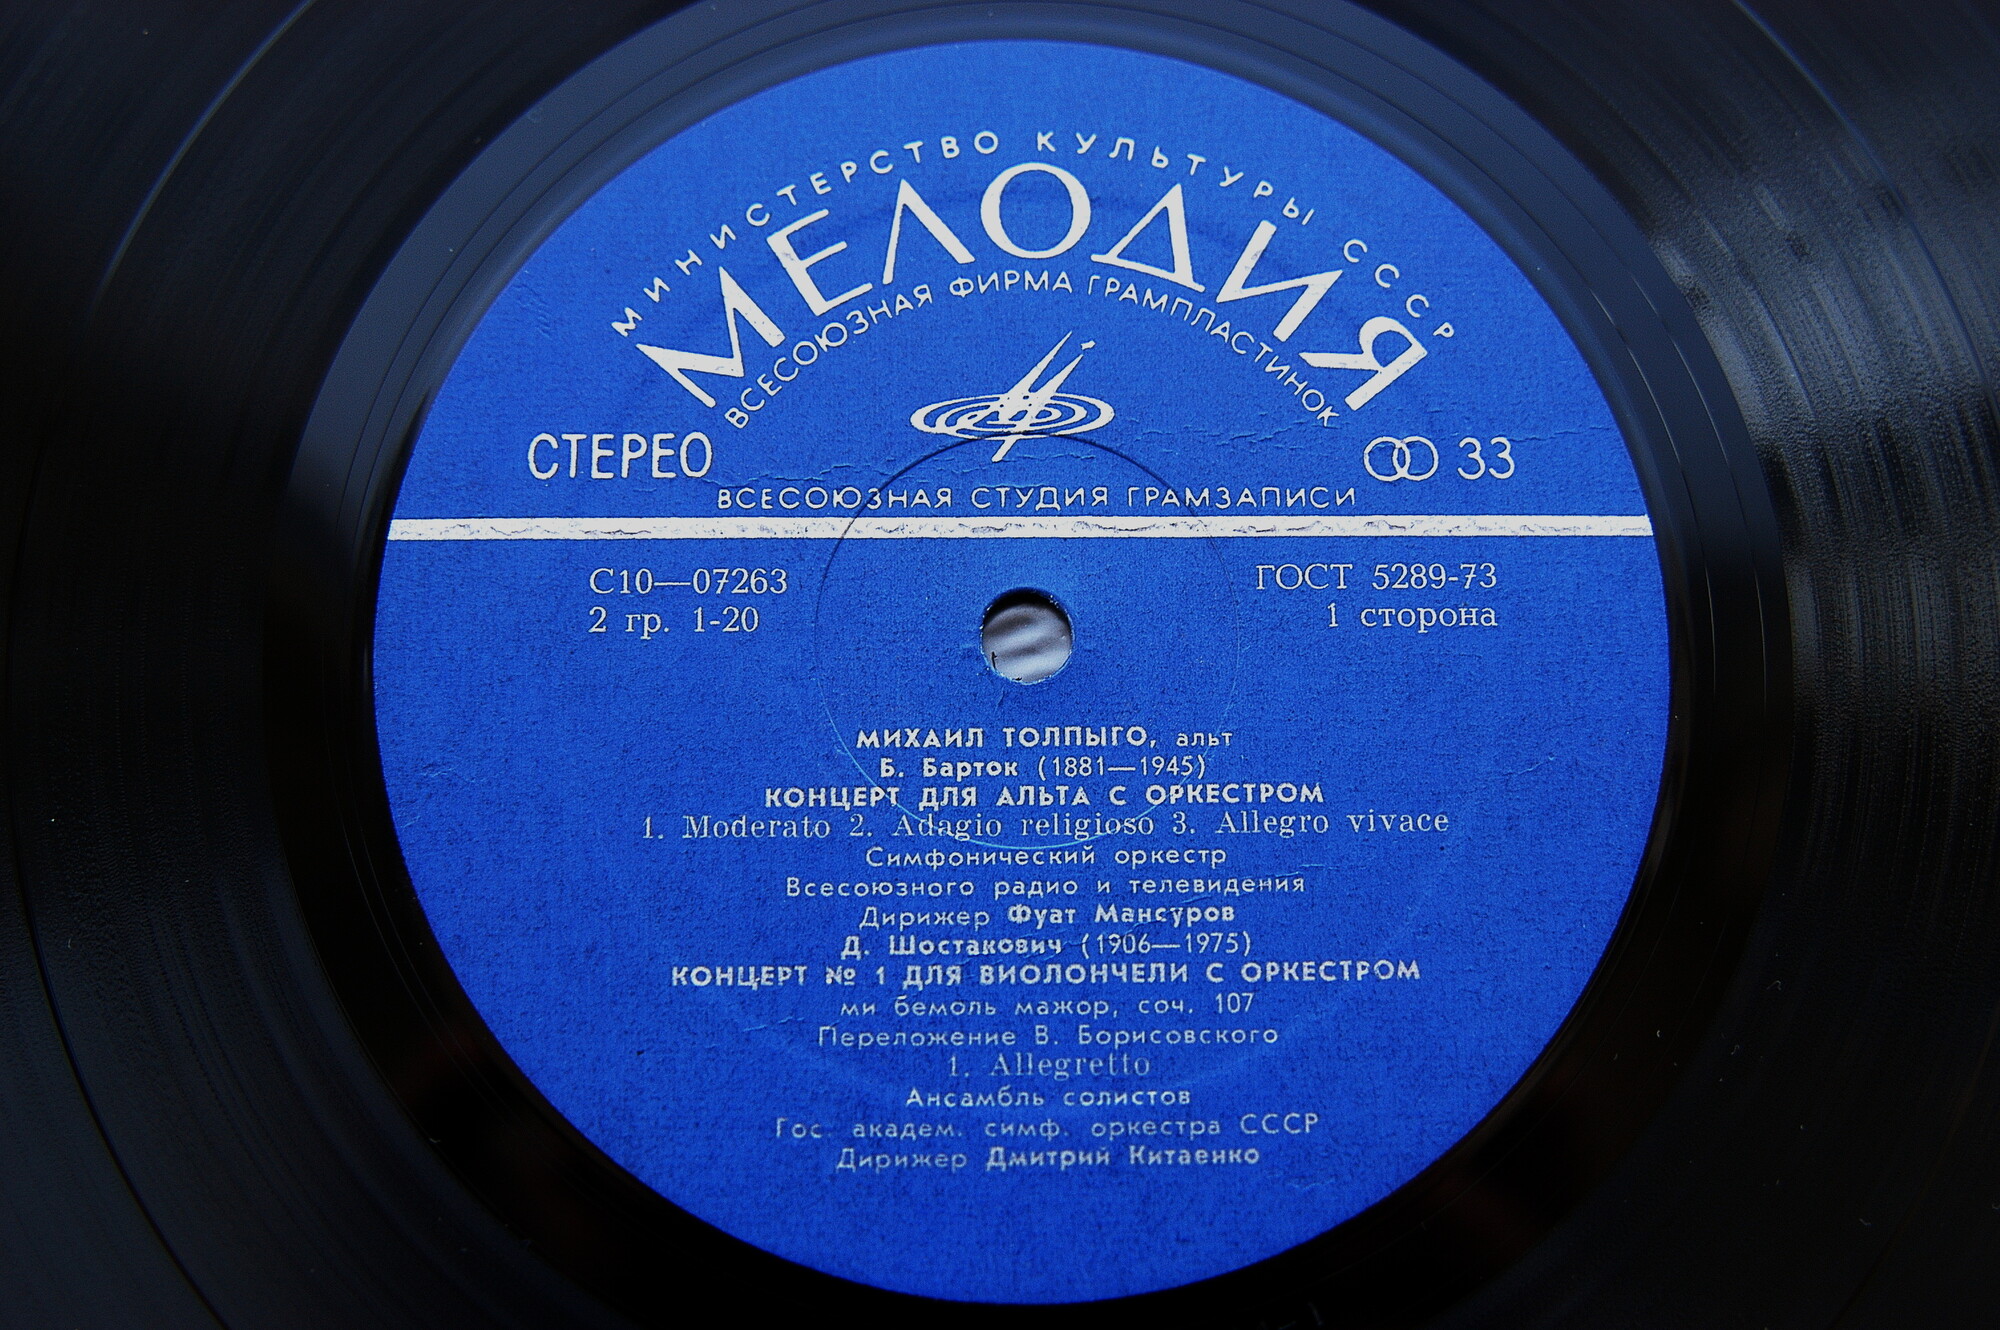 МИНИСТЕРСТВО КУЛЬТУРЫ СССР
МЕЛОДИЯ
ВСЕСОЮЗНАЯ ФИРМА ГРАМПЛАСТИНОК
СТЕРЕО
33
ВСЕСОЮЗНАЯ СТУДИЯ ГРАМЗАПИСИ
С10—07263
ГОСТ 5289-73
2 гр. 1-20
1 сторона
МИХАИЛ ТОЛПЫГО, альт
Б. Барток (1881—1945)
КОНЦЕРТ ДЛЯ АЛЬТА С ОРКЕСТРОМ
1. Moderato 2. Adagio religioso 3. Allegro vivace
Симфонический оркестр
Всесоюзного радио и телевидения
Дирижер Фуат Мансуров
Д. Шостакович (1906—1975)
КОНЦЕРТ № 1 ДЛЯ ВИОЛОНЧЕЛИ С ОРКЕСТРОМ
ми бемоль мажор, соч. 107
Переложение В. Борисовского
1. Allegretto
Ансамбль солистов
Гос. академ. симф. оркестра СССР
Дирижер Дмитрий Китаенко